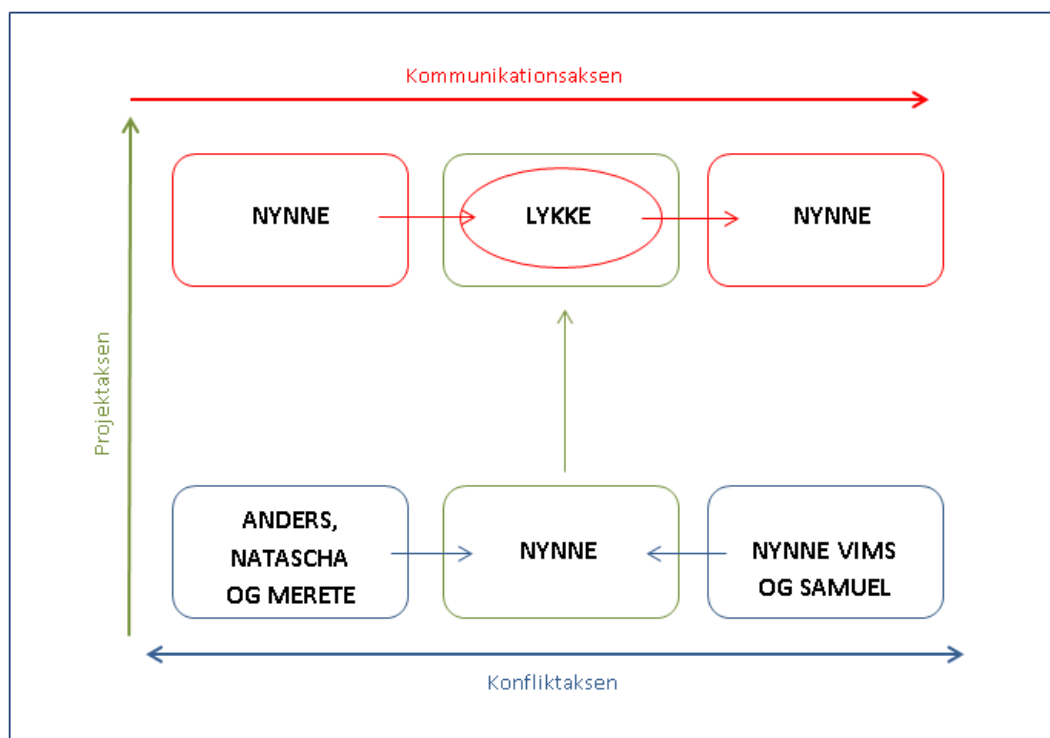 Kommunikationsaksen
NYNNE
LYKKE
NYNNE
Projektaksen
ANDERS,
NATASCHA
OG MERETE
NYNNE
NYNNE VIMS
OG SAMUEL
Konfliktaksen